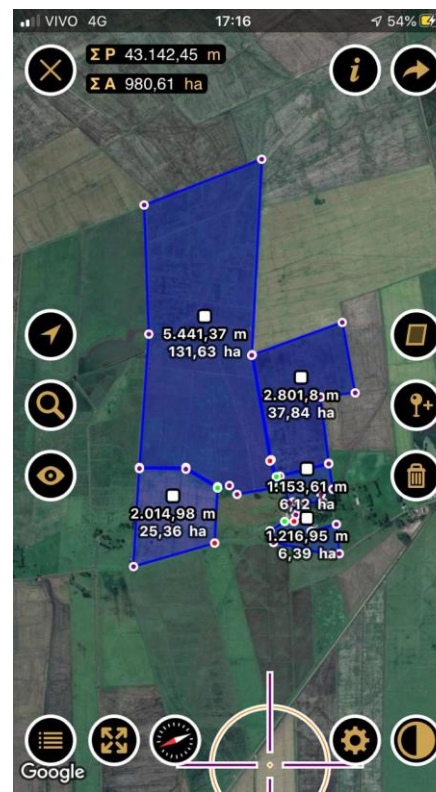 VIVO 4G 17:16 54%
Σ P 43.142,45 m
Σ A 980,61 ha
i
5.441,37 m
131,63 ha
2.801,8 m
37,84 ha
1.153,61 m
6,12 ha
2.014,98 m
25,36 ha
1.216,95 m
6,39 ha
Google